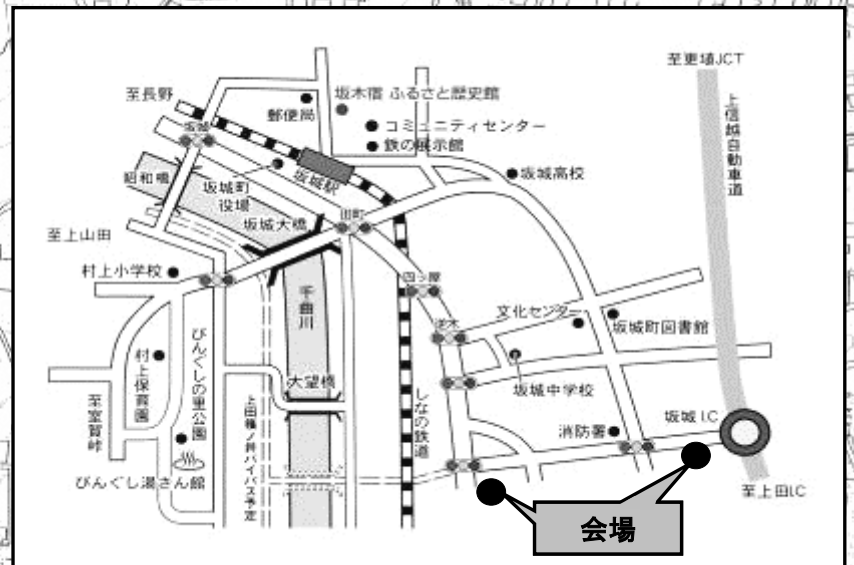 至更埴JCT
至長野
坂木宿 ふるさと歴史館
郵便局
上信越自動車道
コミュニティセンター
坂城
鉄の展示館
昭和橋
坂城駅
坂城高校
坂城町
役場
坂城大橋
田町
至上山田
村上小学校
四ッ屋
千曲川
文化センター
坂城町図書館
逆木
びんぐしの里公園
村上保育園
大望橋
坂城中学校
しなの鉄道
至室賀峠
坂城 I.C
消防署
上田篠ノ井バイパス予定
びんぐし湯さん館
至上田I.C
会場